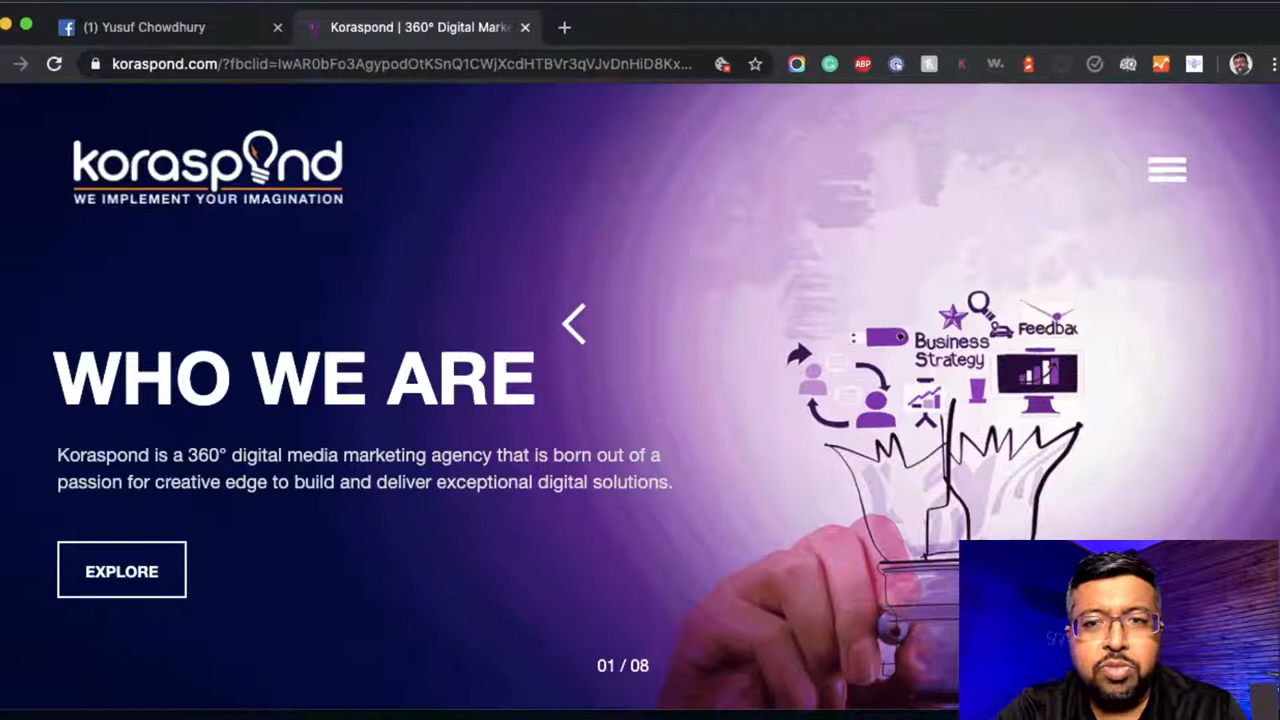 (1) Yusuf Chowdhury
Koraspond | 360° Digital Mark
koraspond.com/?fbclid=IwAR0bFo3AgypodOtKSnQ1CWjXcdHTBVr3qVJvDnHiD8Kx...
ABP
koraspond
WE IMPLEMENT YOUR IMAGINATION
Business
Strategy
Feedbac
WHO WE ARE
Koraspond is a 360° digital media marketing agency that is born out of a
passion for creative edge to build and deliver exceptional digital solutions.
EXPLORE
01 / 08